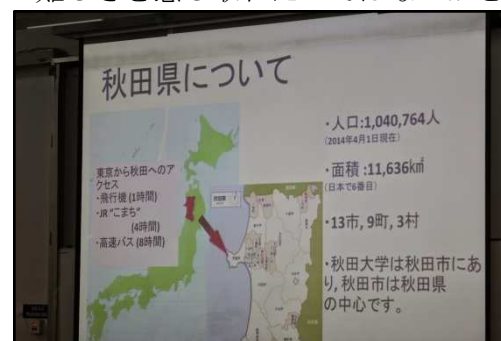 秋田県について
東京から秋田へのア
クセス
・飛行機 (1時間)
・JR "こまち"
(4時間)
・高速バス (8時間)
・人口:1,040,764人
(2014年4月1日現在)
・面積:11,636㎢
(日本で6番目)
・13市, 9町, 3村
・秋田大学は秋田市にあ
り, 秋田市は秋田県
の中心です。